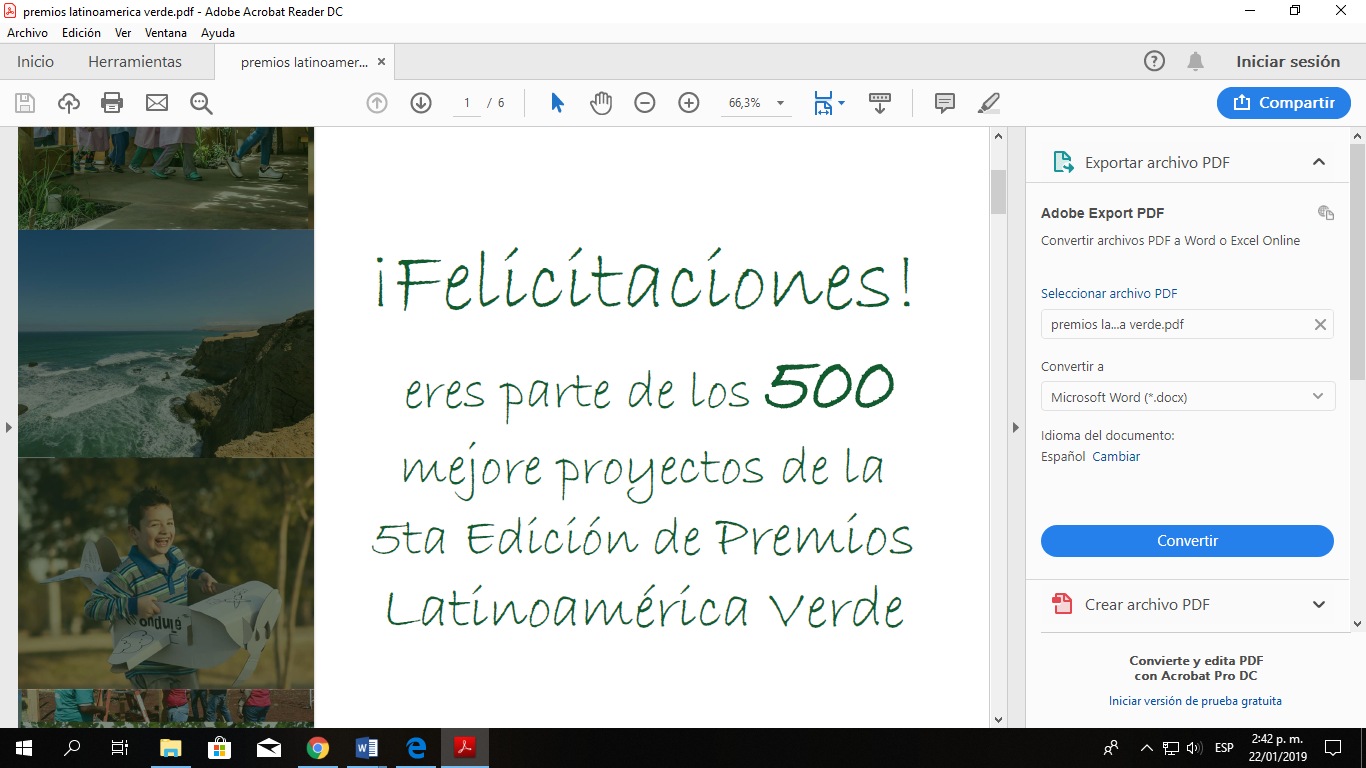 premios latinoamerica verde.pdf - Adobe Acrobat Reader DC
Archivo Edición Ver Ventana Ayuda
Inicio Herramientas premios latinoamer... Iniciar sesión
1 / 6 66,3% Compartir
¡Felicitaciones!
eres parte de los 500
mejore proyectos de la
5ta Edición de Premios
Latinoamérica Verde
ondulé
Exportar archivo PDF
Adobe Export PDF
Convertir archivos PDF a Word o Excel Online
Seleccionar archivo PDF
premios la...a verde.pdf
Convertir a
Microsoft Word (*.docx)
Idioma del documento:
Español Cambiar
Convertir
Crear archivo PDF
Convierte y edita PDF
con Acrobat Pro DC
Iniciar versión de prueba gratuita
ESP
2:42 p. m.
22/01/2019